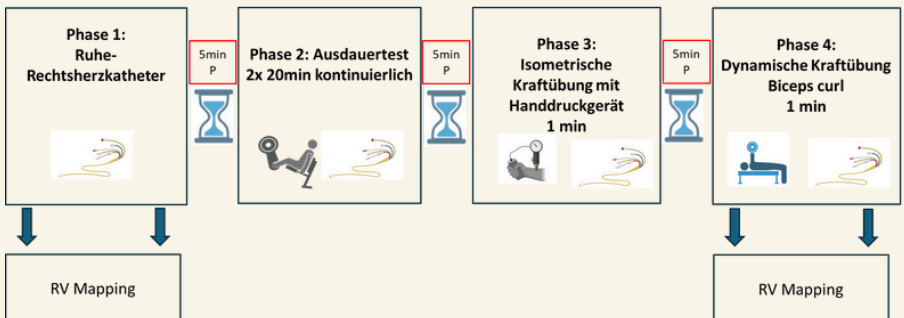 Phase 1:
Ruhe-
Rechtsherzkatheter
5min
P
Phase 2: Ausdauertest
2x 20min kontinuierlich
5min
P
Phase 3:
Isometrische
Kraftübung mit
Handdruckgerät
1 min
5min
P
Phase 4:
Dynamische Kraftübung
Biceps curl
1 min
RV Mapping
RV Mapping